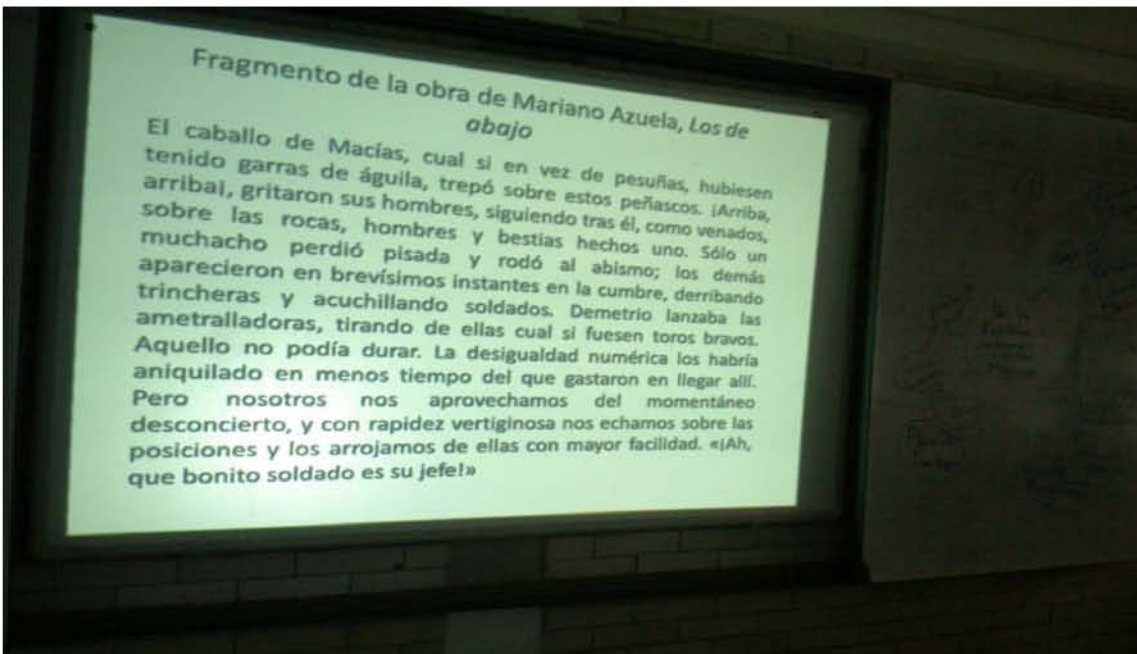 Fragmento de la obra de Mariano Azuela, Los de
abajo
El caballo de Macías, cual si en vez de pesuñas, hubiesen
tenido garras de águila, trepó sobre estos peñascos. ¡Arriba,
arriba¡, gritaron sus hombres, siguiendo tras él, como venados,
sobre las rocas, hombres y bestias hechos uno. Sólo un
muchacho perdió pisada y rodó al abismo; los demás
aparecieron en brevísimos instantes en la cumbre, derribando
trincheras y acuchillando soldados. Demetrio lanzaba las
ametralladoras, tirando de ellas cual si fuesen toros bravos.
Aquello no podía durar. La desigualdad numérica los habría
aniquilado en menos tiempo del que gastaron en llegar allí.
Pero nosotros nos aprovechamos del momentáneo
desconcierto, y con rapidez vertiginosa nos echamos sobre las
posiciones y los arrojamos de ellas con mayor facilidad. «¡Ah,
que bonito soldado es su jefe!»